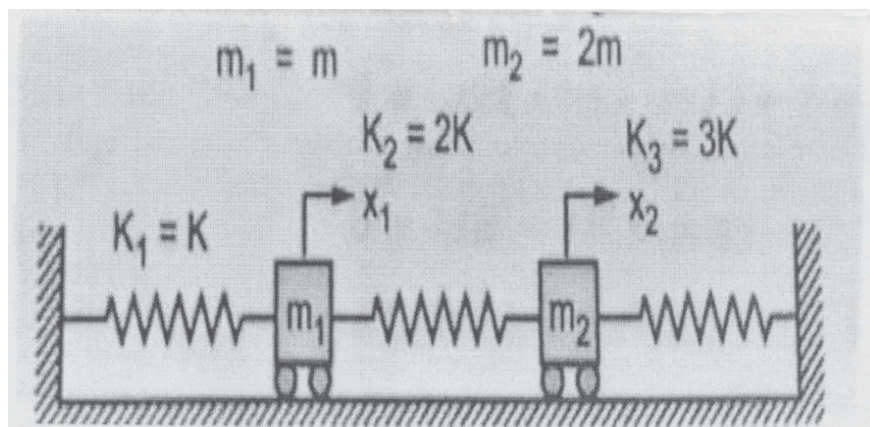 m₁ = m m₂ = 2m
K₂ = 2K K₃ = 3K
x₁ x₂
K₁ = K
m₁ m₂